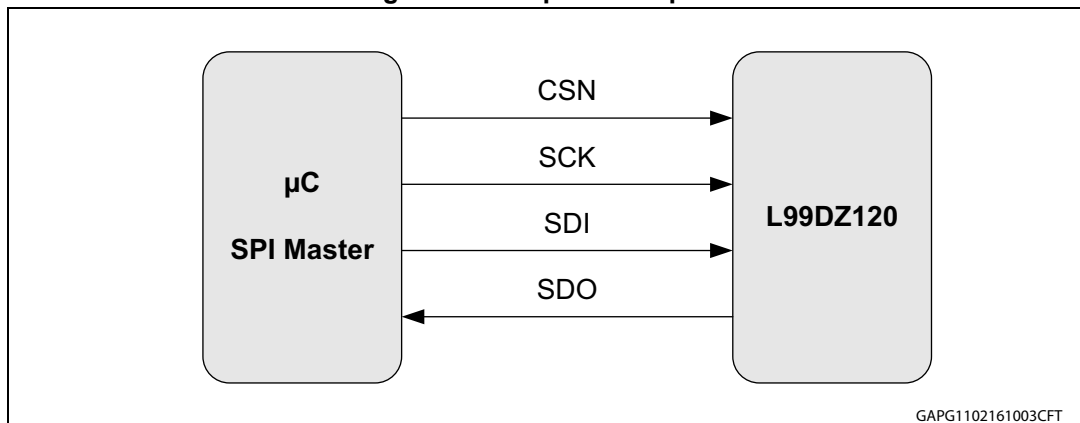 CSN
SCK
µC
SPI Master
L99DZ120
SDI
SDO
GAPG1102161003CFT